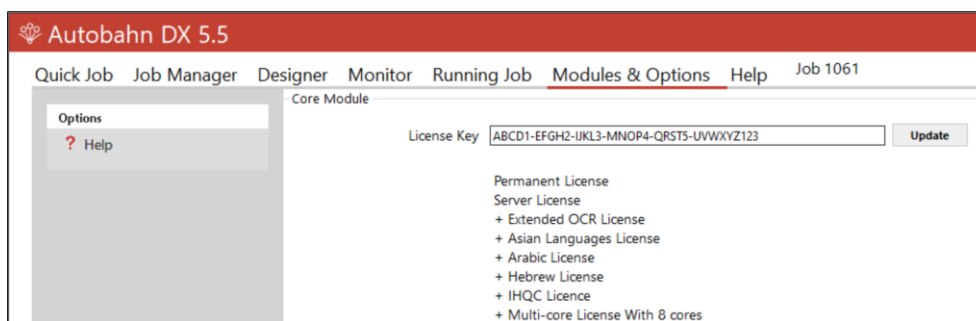 Autobahn DX 5.5
Quick Job Job Manager Designer Monitor Running Job Modules & Options Help Job 1061
Options
? Help
Core Module
License Key ABCD1-EFGH2-IJKL3-MNOP4-QRST5-UVWXYZ123 Update
Permanent License
Server License
+ Extended OCR License
+ Asian Languages License
+ Arabic License
+ Hebrew License
+ IHQC Licence
+ Multi-core License With 8 cores